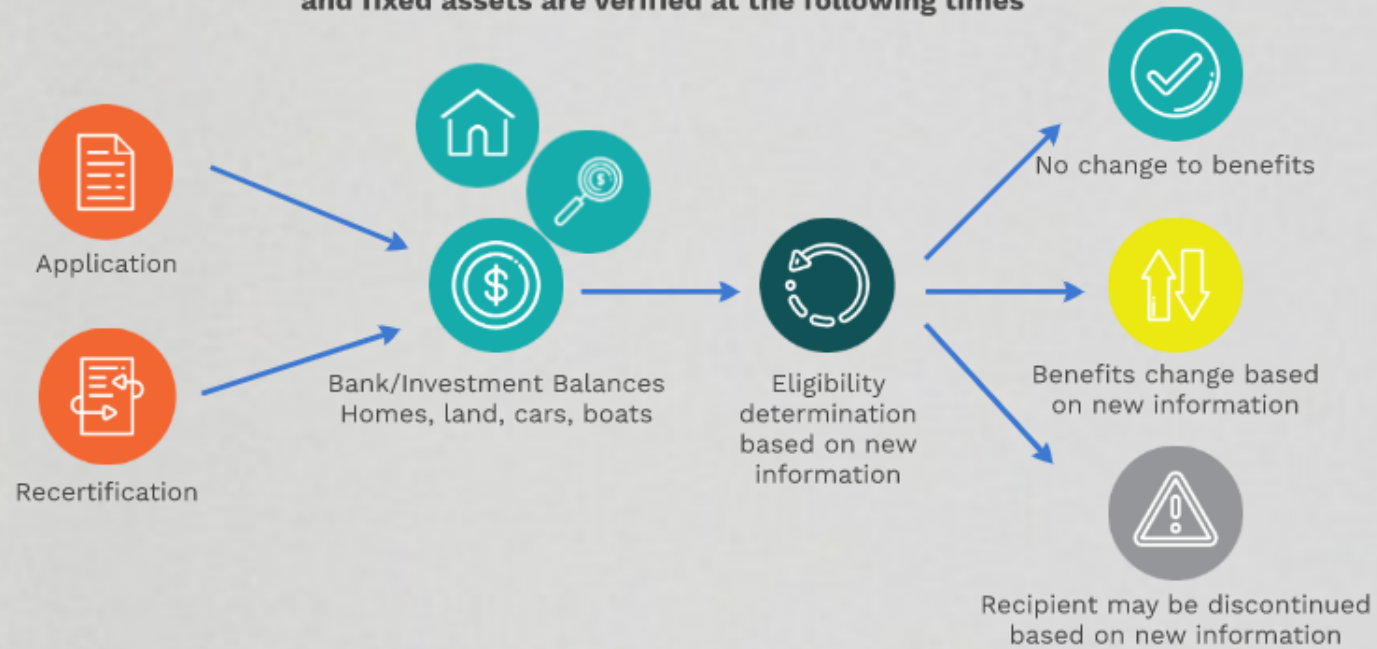 and fixed assets are verified at the following times
Application
Recertification
Bank/Investment Balances
Homes, land, cars, boats
Eligibility
determination
based on new
information
No change to benefits
Benefits change based
on new information
Recipient may be discontinued
based on new information